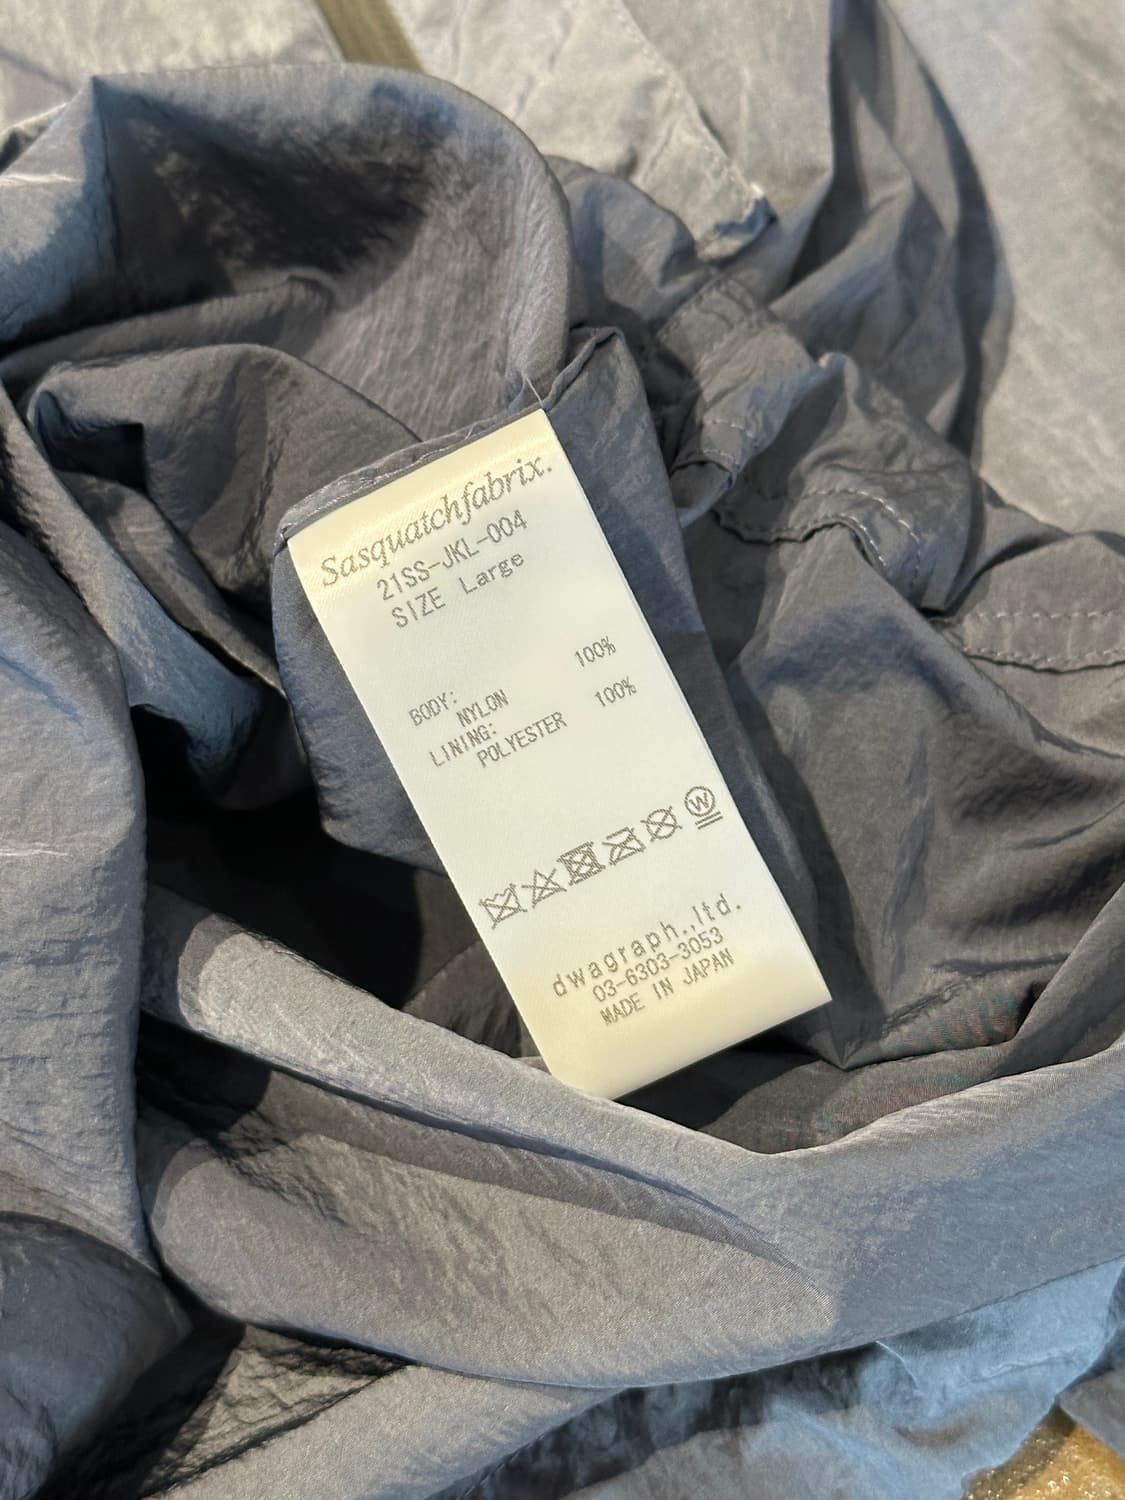 Sasquatchfabrix.
21SS-JKL-004
SIZE Large
BODY: 100%
NYLON
LINING: 100%
POLYESTER
W
dwagraph.,ltd.
03-6303-3053
MADE IN JAPAN